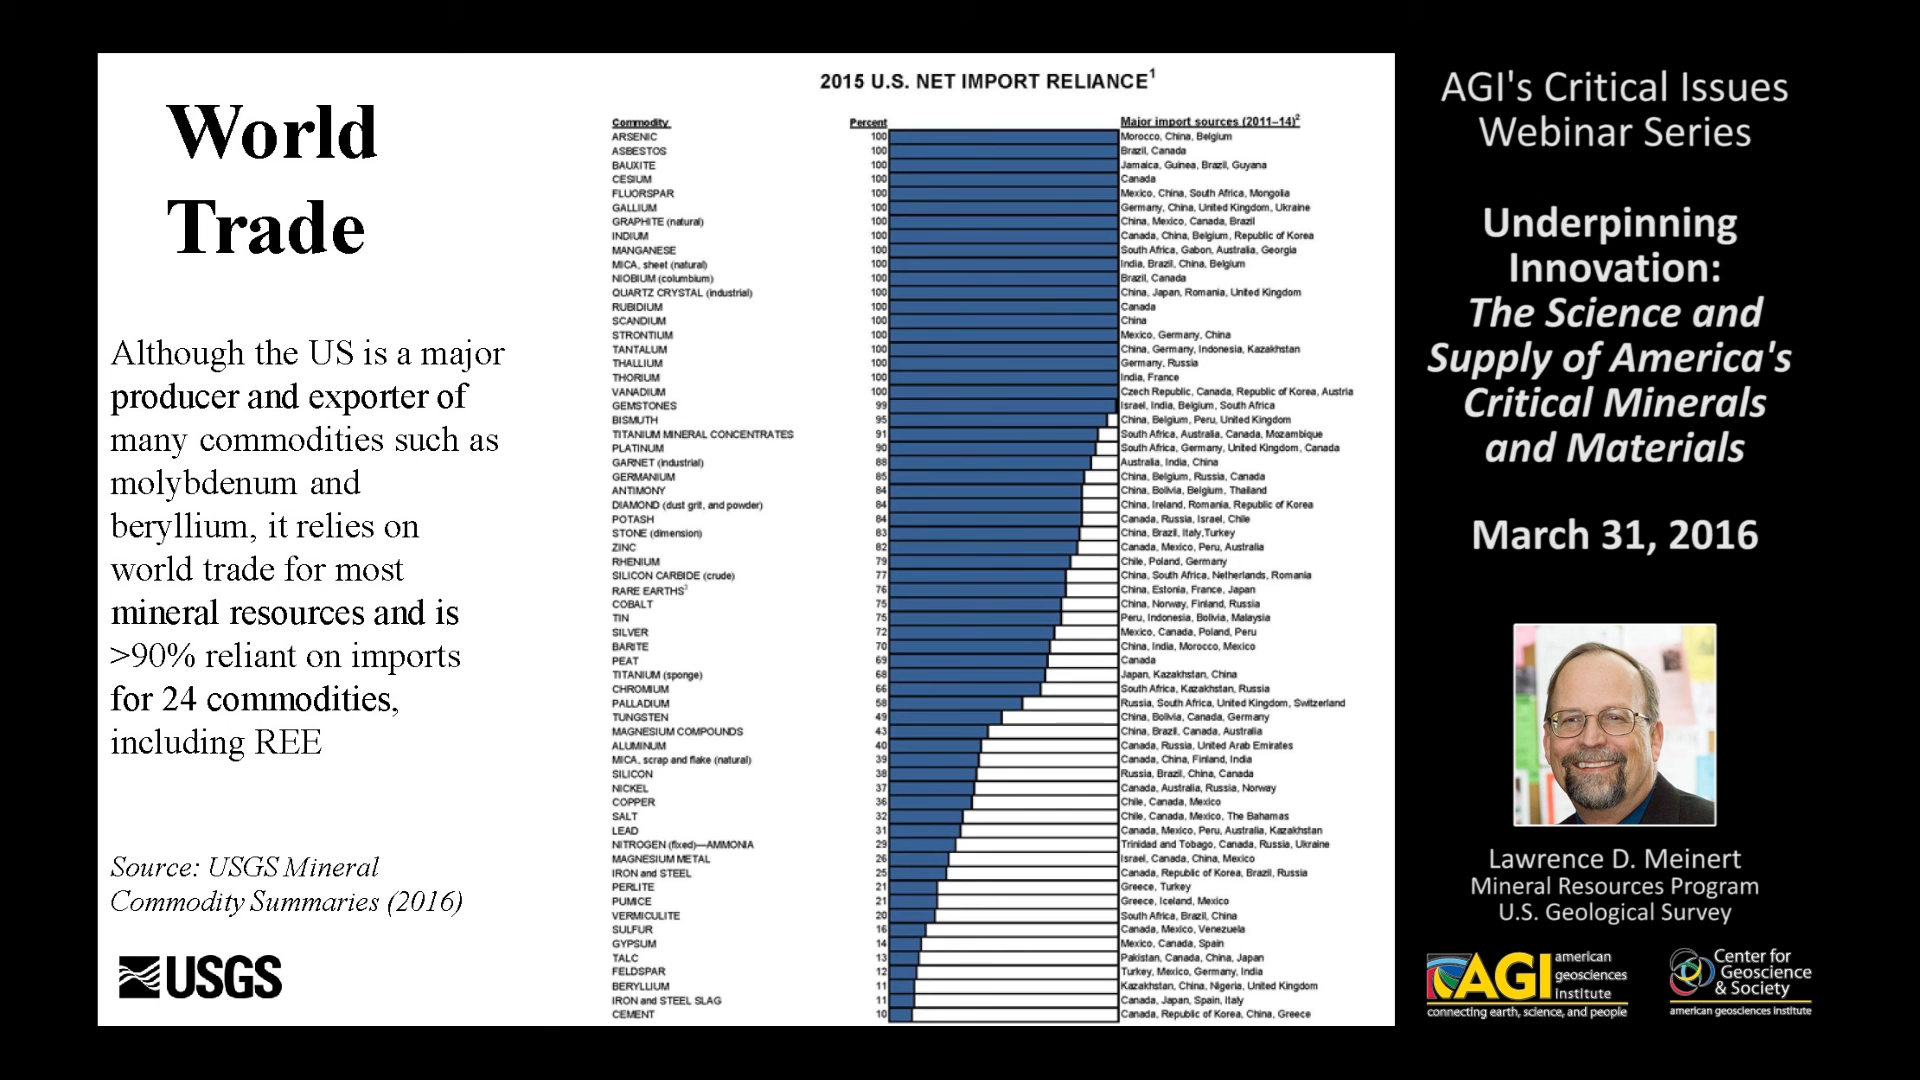 World
Trade
Although the US is a major
producer and exporter of
many commodities such as
molybdenum and
beryllium, it relies on
world trade for most
mineral resources and is
>90% reliant on imports
for 24 commodities,
including REE
Source: USGS Mineral
Commodity Summaries (2016)
USGS
2015 U.S. NET IMPORT RELIANCE1
Commodity Percent Major import sources (2011–14)2
ARSENIC 100 Morocco, China, Belgium
ASBESTOS 100 Brazil, Canada
BAUXITE 100 Jamaica, Guinea, Brazil, Guyana
CESIUM 100 Canada
FLUORSPAR 100 Mexico, China, South Africa, Mongolia
GALLIUM 100 Germany, China, United Kingdom, Ukraine
GRAPHITE (natural) 100 China, Mexico, Canada, Brazil
INDIUM 100 Canada, China, Belgium, Republic of Korea
MANGANESE 100 South Africa, Gabon, Australia, Georgia
MICA, sheet (natural) 100 India, Brazil, China, Belgium
NIOBIUM (columbium) 100 Brazil, Canada
QUARTZ CRYSTAL (industrial) 100 China, Japan, Romania, United Kingdom
RUBIDIUM 100 Canada
SCANDIUM 100 China
STRONTIUM 100 Mexico, Germany, China
TANTALUM 100 China, Germany, Indonesia, Kazakhstan
THALLIUM 100 Germany, Russia
THORIUM 100 India, France
VANADIUM 100 Czech Republic, Canada, Republic of Korea, Austria
GEMSTONES 99 Israel, India, Belgium, South Africa
BISMUTH 95 China, Belgium, Peru, United Kingdom
TITANIUM MINERAL CONCENTRATES 91 South Africa, Australia, Canada, Mozambique
PLATINUM 90 South Africa, Germany, United Kingdom, Canada
GARNET (industrial) 88 Australia, India, China
GERMANIUM 85 China, Belgium, Russia, Canada
ANTIMONY 84 China, Bolivia, Belgium, Thailand
DIAMOND (dust grit, and powder) 84 China, Ireland, Romania, Republic of Korea
POTASH 84 Canada, Russia, Israel, Chile
STONE (dimension) 83 China, Brazil, Italy,Turkey
ZINC 82 Canada, Mexico, Peru, Australia
RHENIUM 79 Chile, Poland, Germany
SILICON CARBIDE (crude) 77 China, South Africa, Netherlands, Romania
RARE EARTHS3 76 China, Estonia, France, Japan
COBALT 75 China, Norway, Finland, Russia
TIN 75 Peru, Indonesia, Bolivia, Malaysia
SILVER 72 Mexico, Canada, Poland, Peru
BARITE 70 China, India, Morocco, Mexico
PEAT 69 Canada
TITANIUM (sponge) 68 Japan, Kazakhstan, China
CHROMIUM 66 South Africa, Kazakhstan, Russia
PALLADIUM 58 Russia, South Africa, United Kingdom, Switzerland
TUNGSTEN 49 China, Bolivia, Canada, Germany
MAGNESIUM COMPOUNDS 43 China, Brazil, Canada, Australia
ALUMINUM 40 Canada, Russia, United Arab Emirates
MICA, scrap and flake (natural) 39 Canada, China, Finland, India
SILICON 38 Russia, Brazil, China, Canada
NICKEL 37 Canada, Australia, Russia, Norway
COPPER 36 Chile, Canada, Mexico
SALT 32 Chile, Canada, Mexico, The Bahamas
LEAD 31 Canada, Mexico, Peru, Australia, Kazakhstan
NITROGEN (fixed)—AMMONIA 29 Trinidad and Tobago, Canada, Russia, Ukraine
MAGNESIUM METAL 26 Israel, Canada, China, Mexico
IRON and STEEL 25 Canada, Republic of Korea, Brazil, Russia
PERLITE 21 Greece, Turkey
PUMICE 21 Greece, Iceland, Mexico
VERMICULITE 20 South Africa, Brazil, China
SULFUR 16 Canada, Mexico, Venezuela
GYPSUM 14 Mexico, Canada, Spain
TALC 13 Pakistan, Canada, China, Japan
FELDSPAR 12 Turkey, Mexico, Germany, India
BERYLLIUM 11 Kazakhstan, China, Nigeria, United Kingdom
IRON and STEEL SLAG 11 Canada, Japan, Spain, Italy
CEMENT 10 Canada, Republic of Korea, China, Greece
AGI's Critical Issues
Webinar Series
Underpinning
Innovation:
The Science and
Supply of America's
Critical Minerals
and Materials
March 31, 2016
Lawrence D. Meinert
Mineral Resources Program
U.S. Geological Survey
AGI
american
geosciences
institute
connecting earth, science, and people
Center for
Geoscience
& Society
american geosciences institute